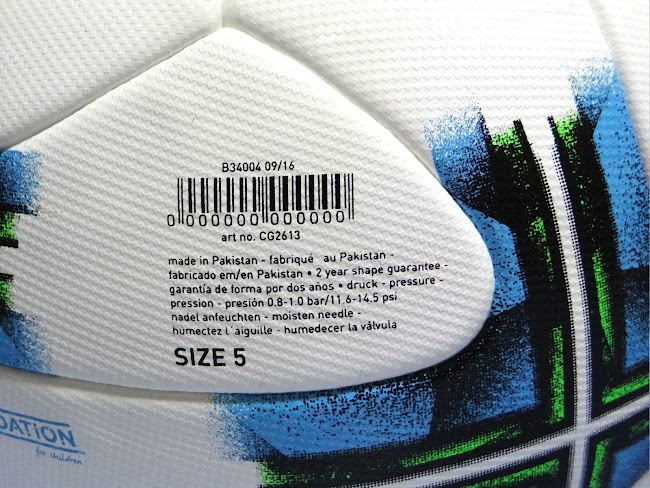 B34004 09/16
0 000000 000000
art no. CG2613
made in Pakistan - fabriqué au Pakistan -
fabricado em/en Pakistan • 2 year shape guarantee -
garantía de forma por dos años • druck - pressure -
pression - presión 0.8-1.0 bar/11.6-14.5 psi
nadel anfeuchten - moisten needle -
humectez l'aiguille - humedecer la válvula
SIZE 5
DATION
for children